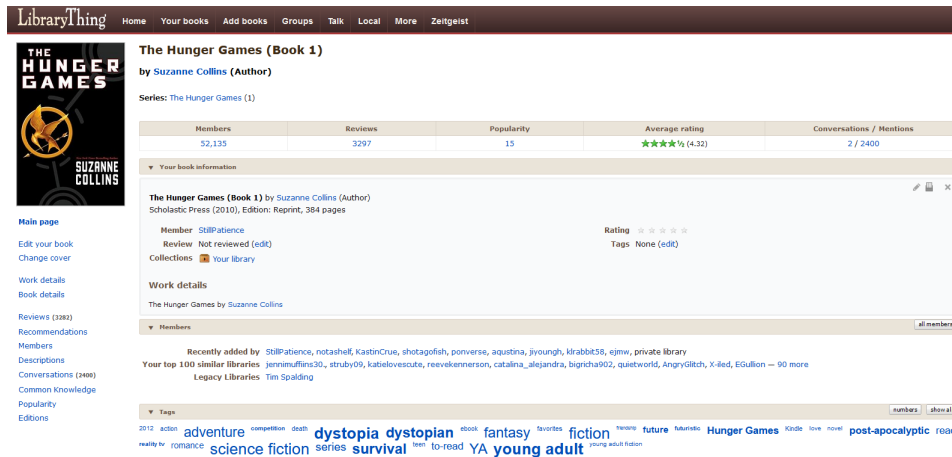 LibraryThing Home Your books Add books Groups Talk Local More Zeitgeist
THE
HUNGER
GAMES
SUZANNE
COLLINS
Main page
Edit your book
Change cover
Work details
Book details
Reviews (3282)
Recommendations
Members
Descriptions
Conversations (2400)
Common Knowledge
Popularity
Editions
The Hunger Games (Book 1)
by Suzanne Collins (Author)
Series: The Hunger Games (1)
Members Reviews Popularity Average rating Conversations / Mentions
52,135 3297 15 ★★★★½ (4.32) 2 / 2400
▼ Your book information
The Hunger Games (Book 1) by Suzanne Collins (Author)
Scholastic Press (2010), Edition: Reprint, 384 pages
Member StillPatience Rating
Review Not reviewed (edit) Tags None (edit)
Collections Your library
Work details
The Hunger Games by Suzanne Collins
▼ Members all members
Recently added by StillPatience, notashelf, KastinCrue, shotagofish, ponverse, aqustina, jiyoungh, klrabbit58, ejmw, private library
Your top 100 similar libraries jennimuffins30., struby09, katielovescute, reevekennerson, catalina_alejandra, bigricha902, quietworld, AngryGlitch, X-iled, EGullion — 90 more
Legacy Libraries Tim Spalding
▼ Tags numbers show all
2012 action adventure competition death dystopia dystopian ebook fantasy favorites fiction friendship future futuristic Hunger Games Kindle love novel post-apocalyptic read
reality tv romance science fiction series survival teen to-read YA young adult young adult fiction